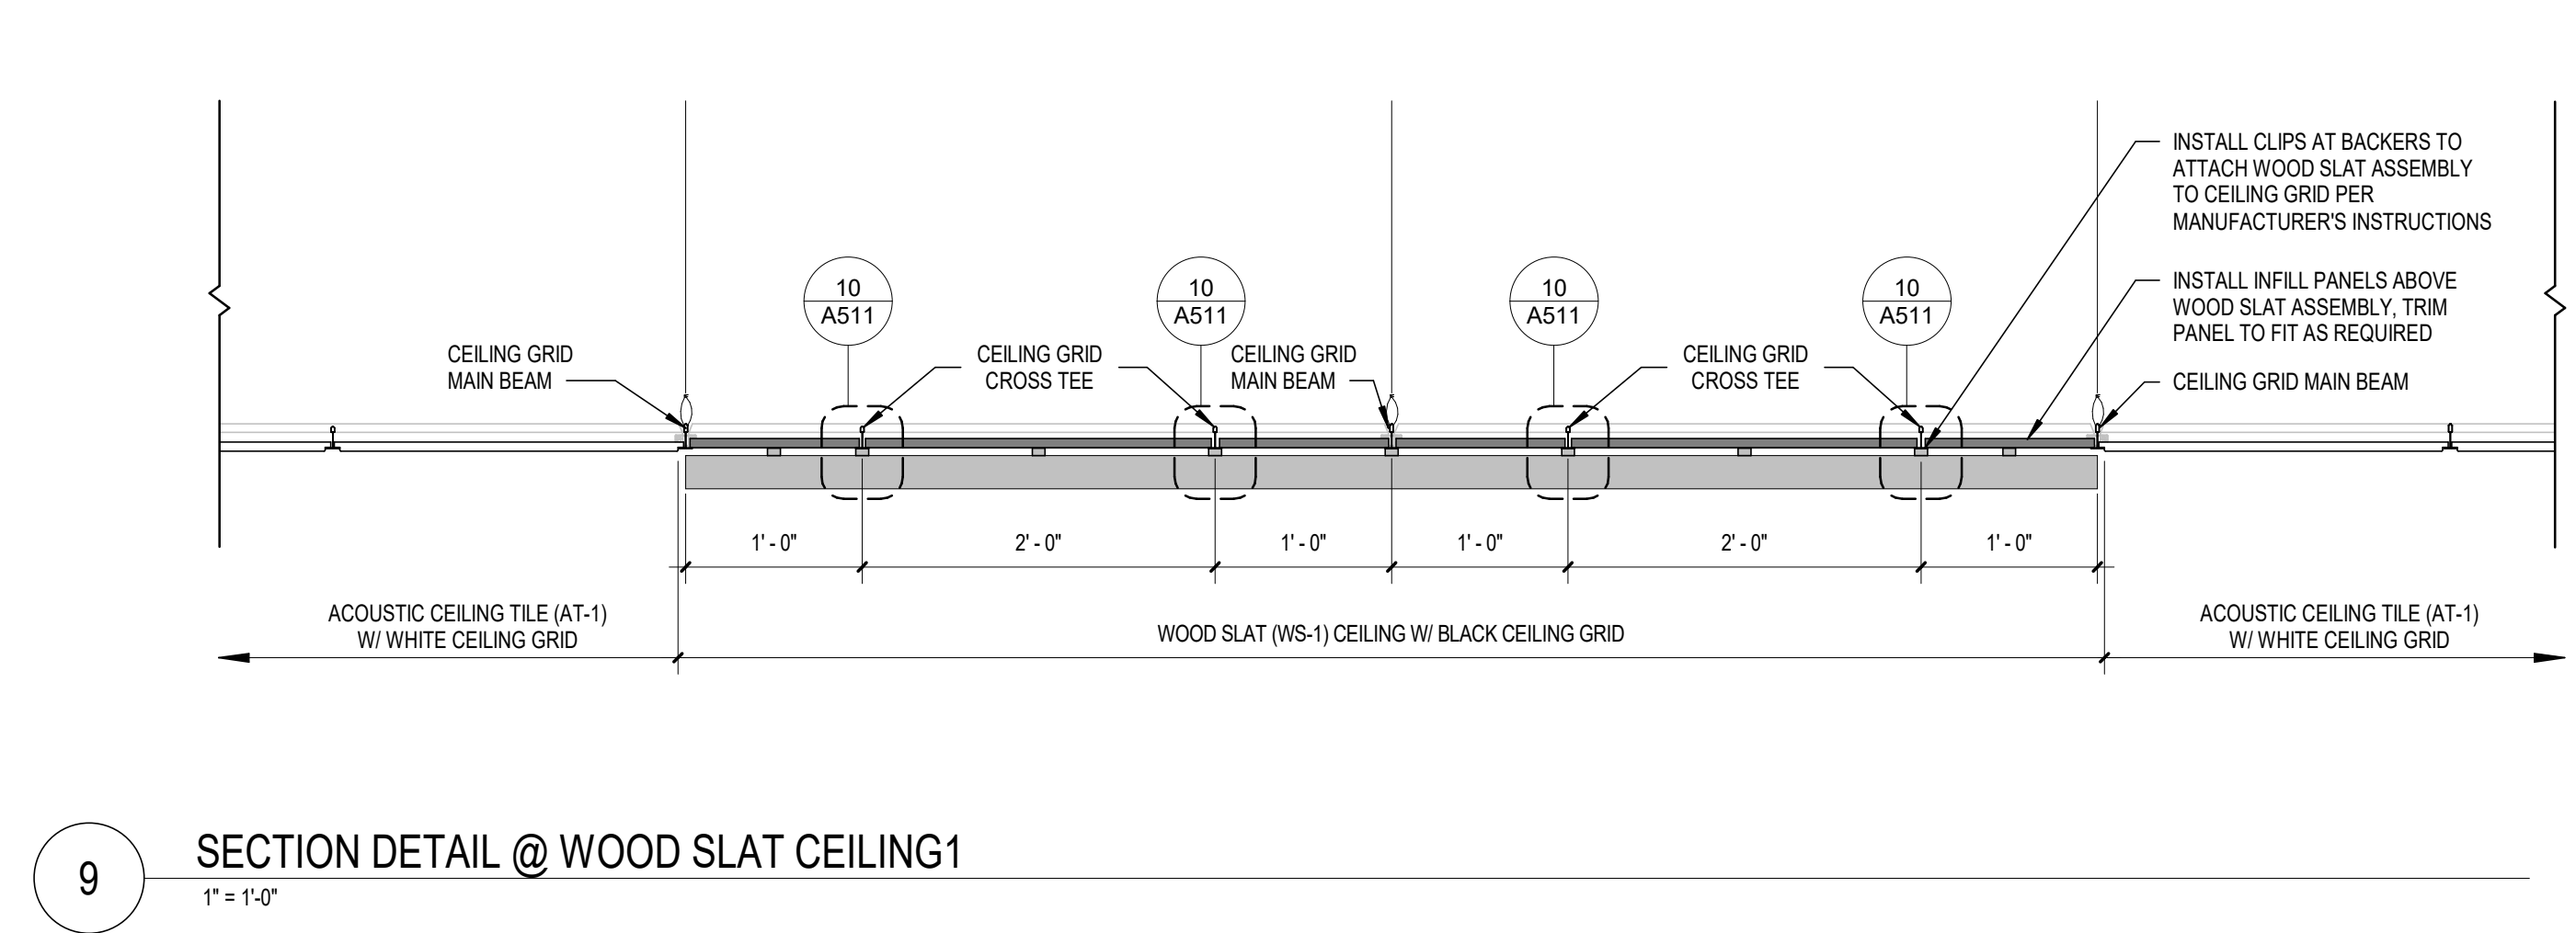 INSTALL CLIPS AT BACKERS TO
ATTACH WOOD SLAT ASSEMBLY
TO CEILING GRID PER
MANUFACTURER'S INSTRUCTIONS
10
A511
10
A511
10
A511
10
A511
INSTALL INFILL PANELS ABOVE
WOOD SLAT ASSEMBLY, TRIM
PANEL TO FIT AS REQUIRED
CEILING GRID
MAIN BEAM
CEILING GRID
CROSS TEE
CEILING GRID
MAIN BEAM
CEILING GRID
CROSS TEE
CEILING GRID MAIN BEAM
1' - 0"
2' - 0"
1' - 0"
1' - 0"
2' - 0"
1' - 0"
ACOUSTIC CEILING TILE (AT-1)
W/ WHITE CEILING GRID
WOOD SLAT (WS-1) CEILING W/ BLACK CEILING GRID
ACOUSTIC CEILING TILE (AT-1)
W/ WHITE CEILING GRID
9
SECTION DETAIL @ WOOD SLAT CEILING1
1" = 1'-0"